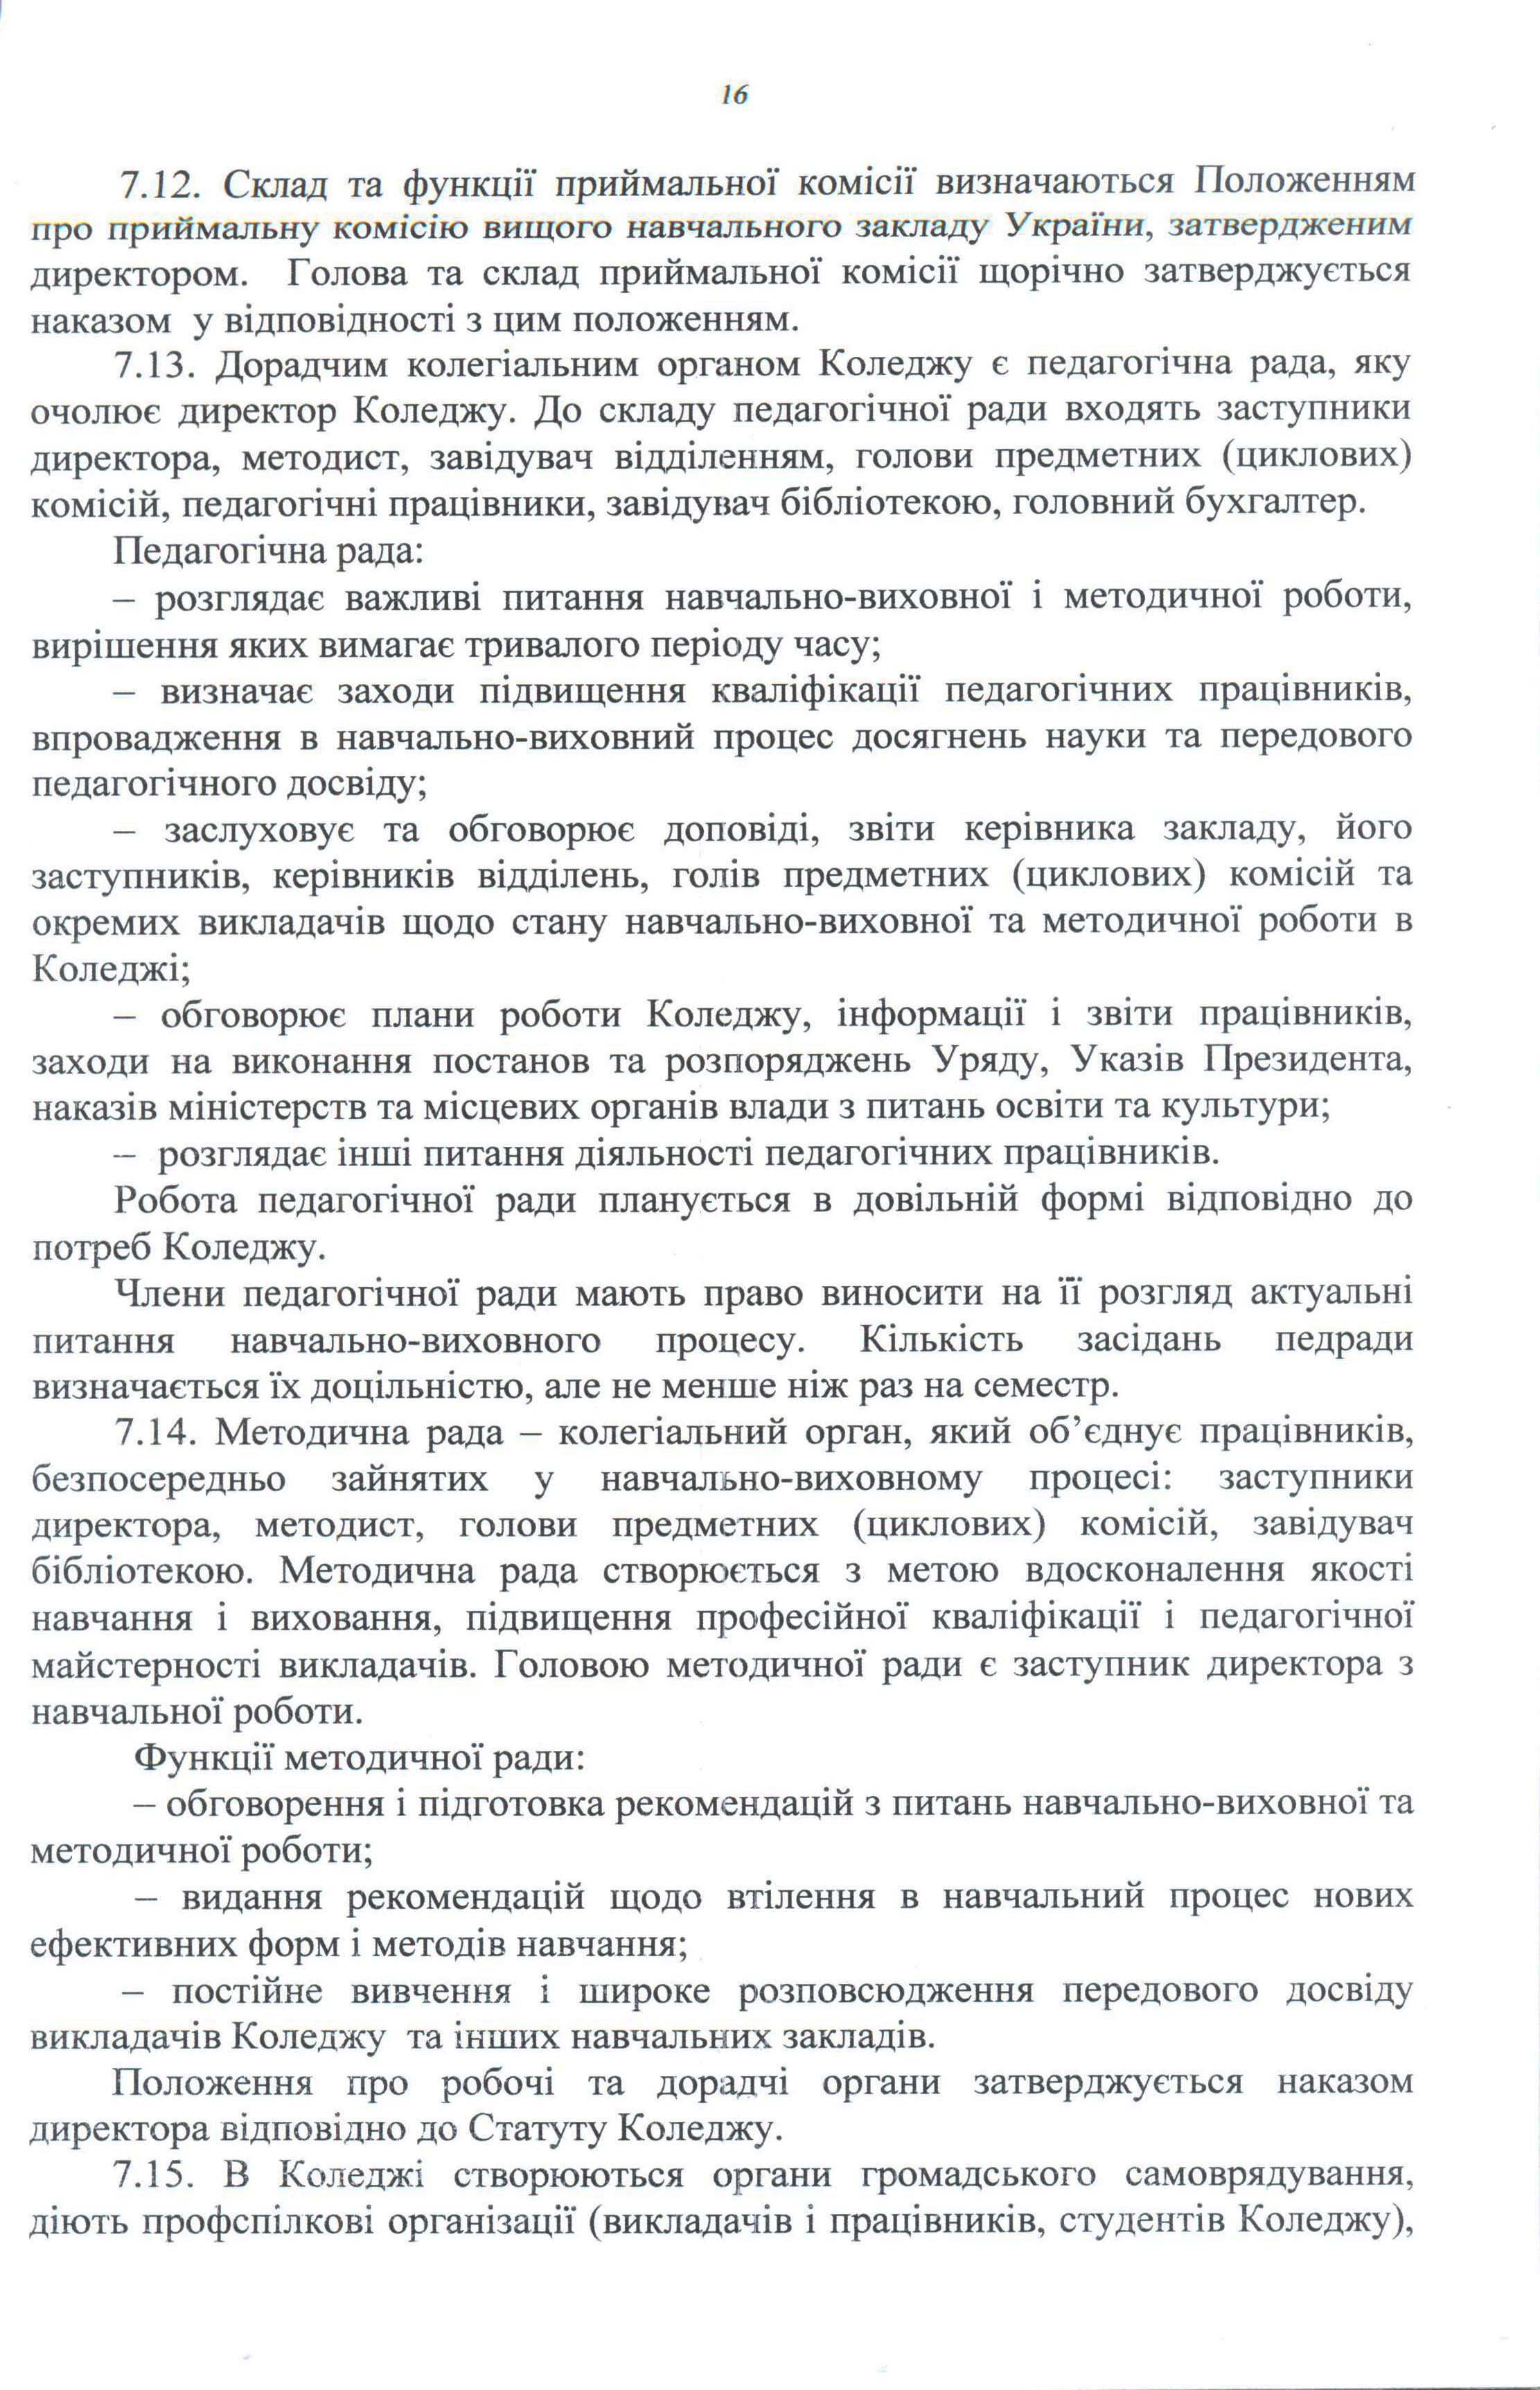 16
7.12. Склад та функції приймальної комісії визначаються Положенням
про приймальну комісію вищого навчального закладу України, затвердженим
директором. Голова та склад приймальної комісії щорічно затверджується
наказом у відповідності з цим положенням.
7.13. Дорадчим колегіальним органом Коледжу є педагогічна рада, яку
очолює директор Коледжу. До складу педагогічної ради входять заступники
директора, методист, завідувач відділенням, голови предметних (циклових)
комісій, педагогічні працівники, завідувач бібліотекою, головний бухгалтер.
Педагогічна рада:
– розглядає важливі питання навчально-виховної і методичної роботи,
вирішення яких вимагає тривалого періоду часу;
– визначає заходи підвищення кваліфікації педагогічних працівників,
впровадження в навчально-виховний процес досягнень науки та передового
педагогічного досвіду;
– заслуховує та обговорює доповіді, звіти керівника закладу, його
заступників, керівників відділень, голів предметних (циклових) комісій та
окремих викладачів щодо стану навчально-виховної та методичної роботи в
Коледжі;
– обговорює плани роботи Коледжу, інформації і звіти працівників,
заходи на виконання постанов та розпоряджень Уряду, Указів Президента,
наказів міністерств та місцевих органів влади з питань освіти та культури;
– розглядає інші питання діяльності педагогічних працівників.
Робота педагогічної ради планується в довільній формі відповідно до
потреб Коледжу.
Члени педагогічної ради мають право виносити на її розгляд актуальні
питання навчально-виховного процесу. Кількість засідань педради
визначається їх доцільністю, але не менше ніж раз на семестр.
7.14. Методична рада – колегіальний орган, який об’єднує працівників,
безпосередньо зайнятих у навчально-виховному процесі: заступники
директора, методист, голови предметних (циклових) комісій, завідувач
бібліотекою. Методична рада створюється з метою вдосконалення якості
навчання і виховання, підвищення професійної кваліфікації і педагогічної
майстерності викладачів. Головою методичної ради є заступник директора з
навчальної роботи.
Функції методичної ради:
– обговорення і підготовка рекомендацій з питань навчально-виховної та
методичної роботи;
– видання рекомендацій щодо втілення в навчальний процес нових
ефективних форм і методів навчання;
– постійне вивчення і широке розповсюдження передового досвіду
викладачів Коледжу та інших навчальних закладів.
Положення про робочі та дорадчі органи затверджується наказом
директора відповідно до Статуту Коледжу.
7.15. В Коледжі створюються органи громадського самоврядування,
діють профспілкові організації (викладачів і працівників, студентів Коледжу),